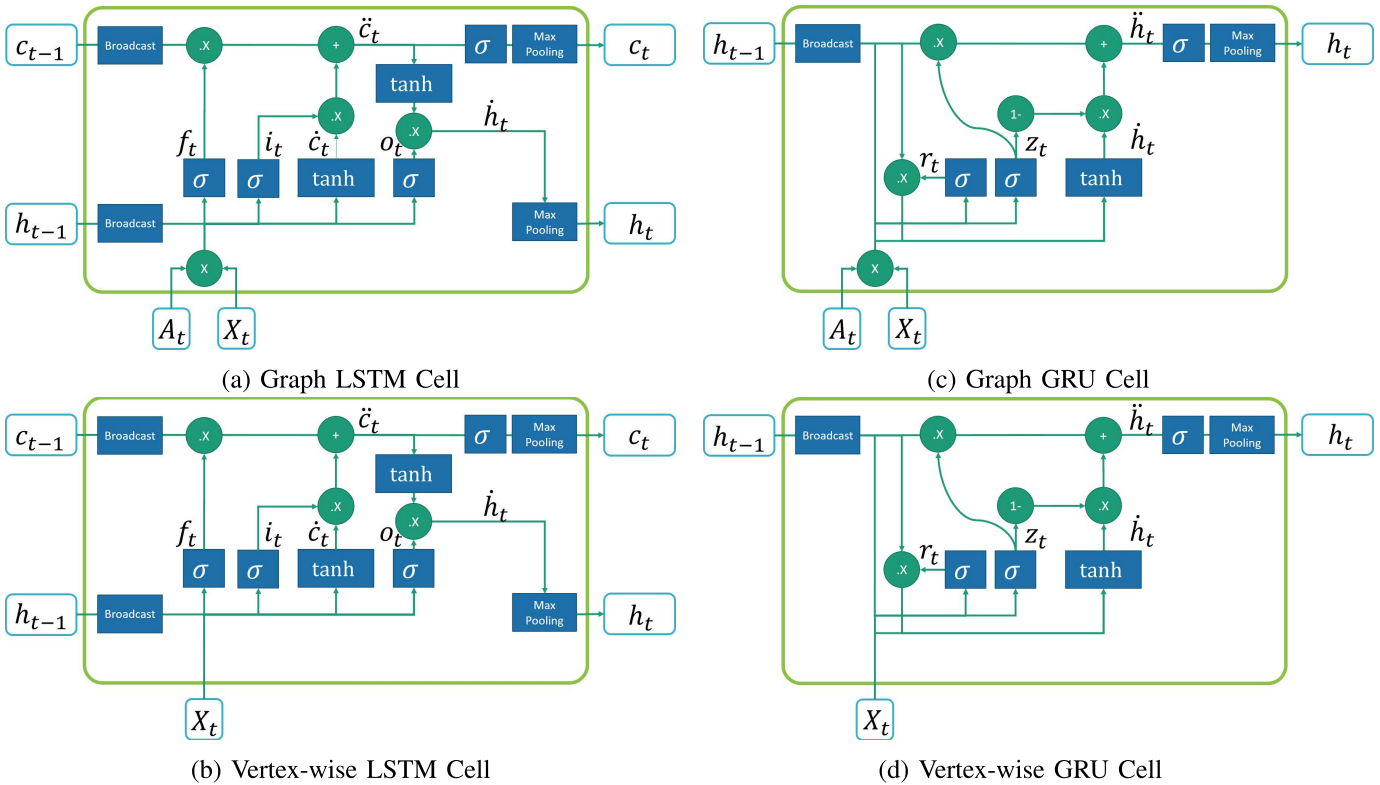 c_{t-1}
Broadcast
.X
+
c̈_t
σ
Max
Pooling
c_t
tanh
.X
ḣ_t
.X
f_t
i_t
ċ_t
o_t
σ
σ
tanh
σ
h_{t-1}
Broadcast
Max
Pooling
h_t
X
A_t
X_t
(a) Graph LSTM Cell
h_{t-1}
Broadcast
.X
+
ḧ_t
σ
Max
Pooling
h_t
1-
.X
z_t
ḣ_t
.X
r_t
σ
σ
tanh
X
A_t
X_t
(c) Graph GRU Cell
c_{t-1}
Broadcast
.X
+
c̈_t
σ
Max
Pooling
c_t
tanh
.X
ḣ_t
.X
f_t
i_t
ċ_t
o_t
σ
σ
tanh
σ
h_{t-1}
Broadcast
Max
Pooling
h_t
X_t
(b) Vertex-wise LSTM Cell
h_{t-1}
Broadcast
.X
+
ḧ_t
σ
Max
Pooling
h_t
1-
.X
z_t
ḣ_t
.X
r_t
σ
σ
tanh
X_t
(d) Vertex-wise GRU Cell